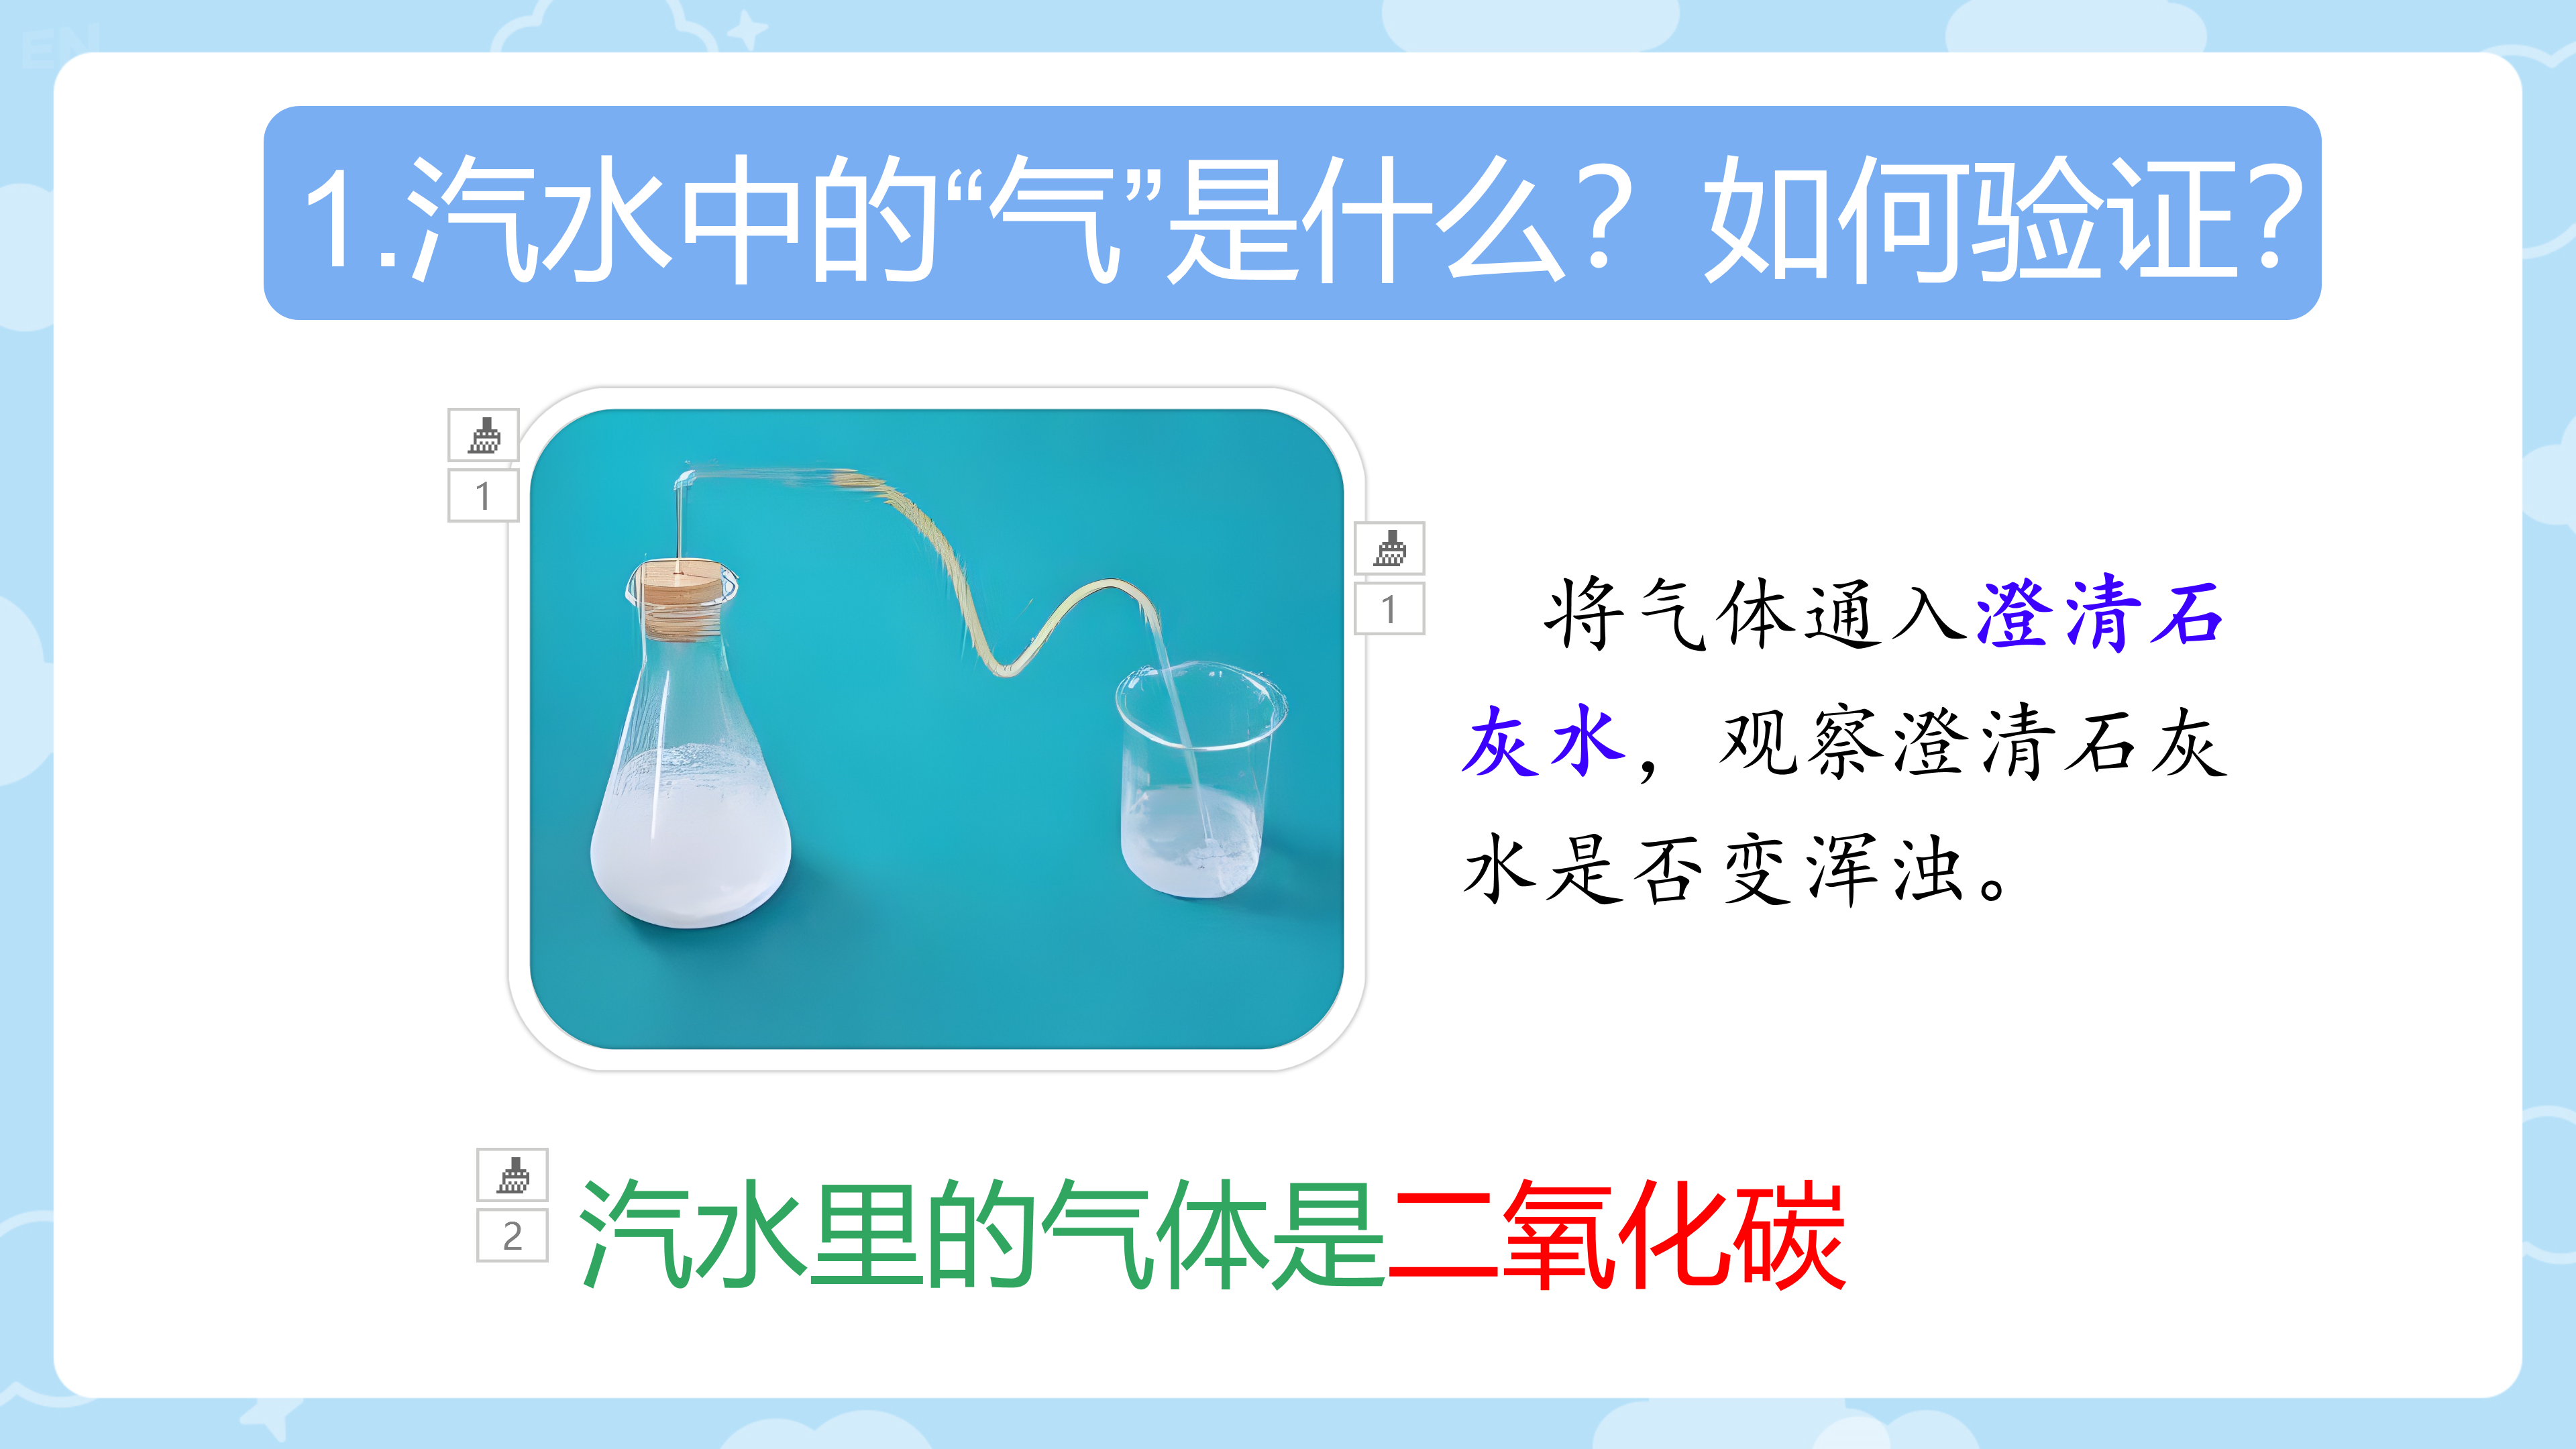 EN
1.汽水中的“气”是什么？如何验证？
1
1
将气体通入澄清石
灰水，观察澄清石灰
水是否变浑浊。
2
汽水里的气体是二氧化碳